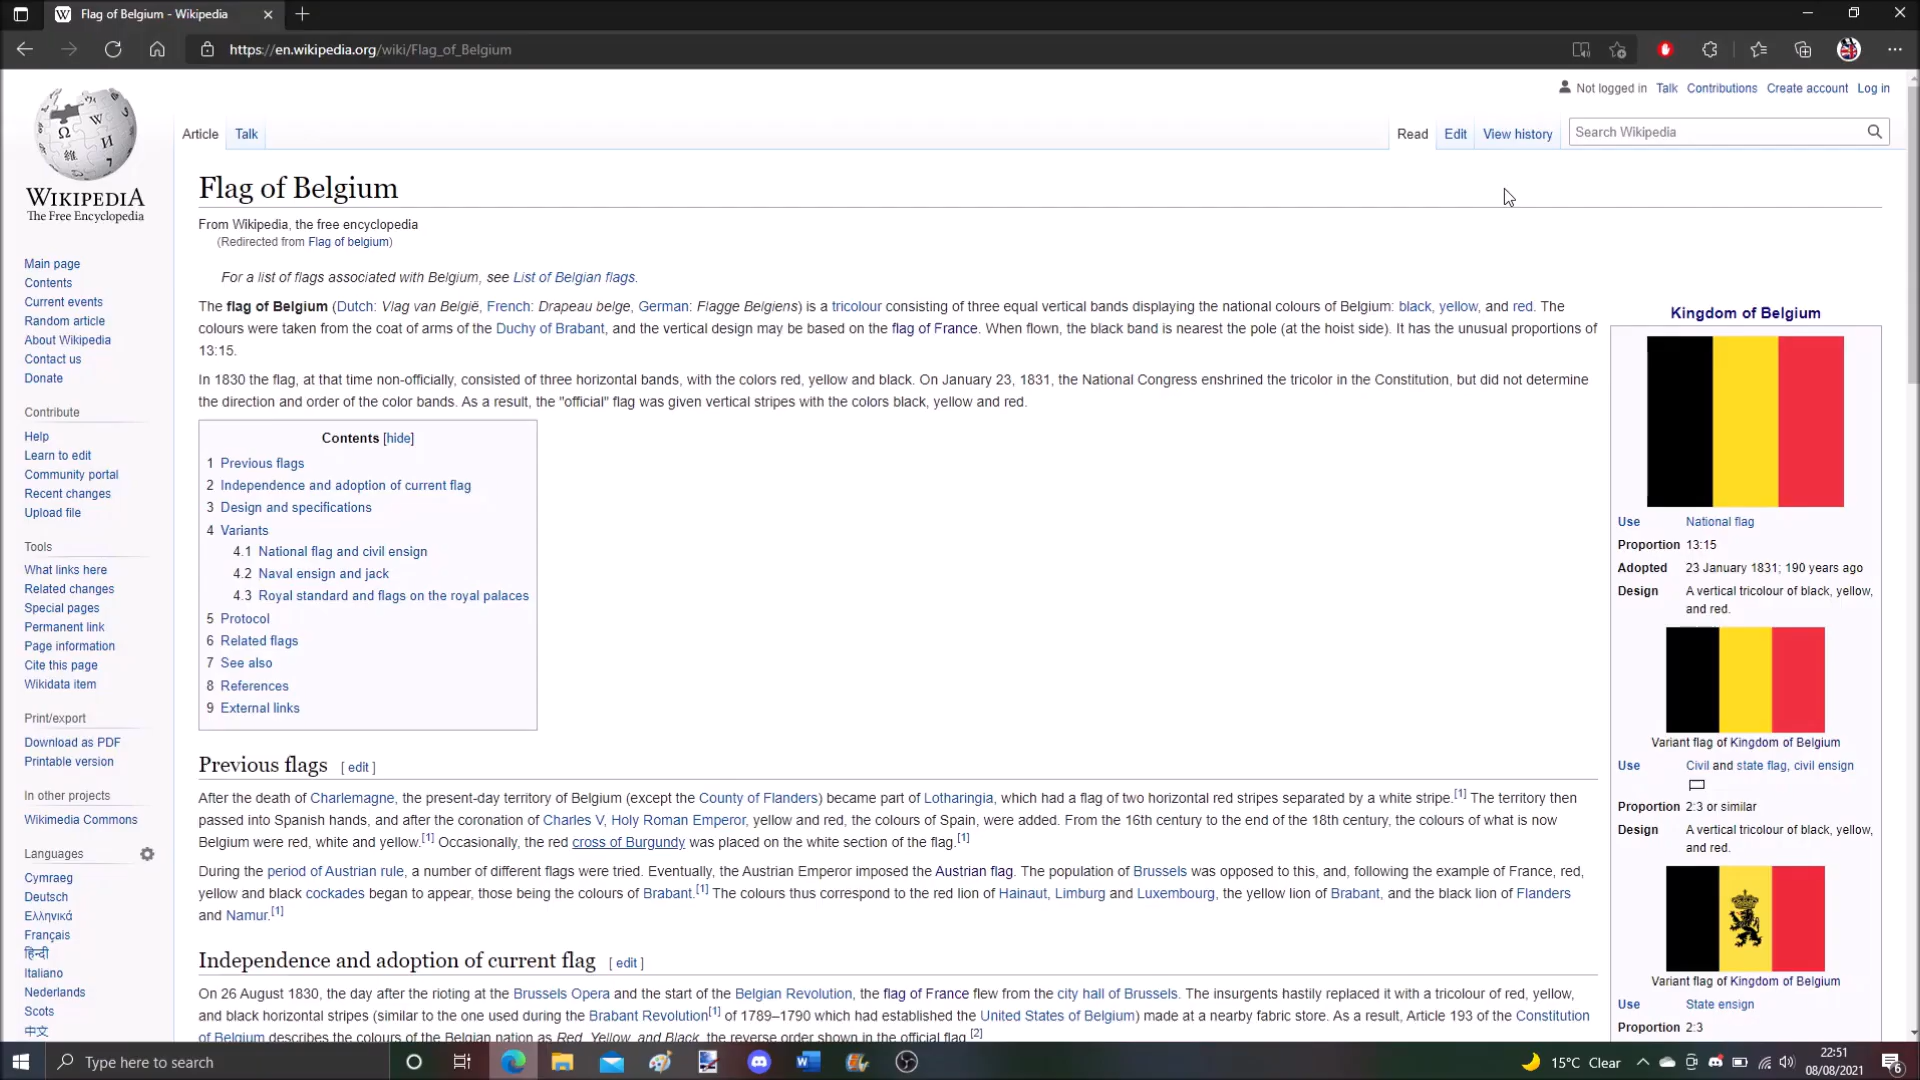 Flag of Belgium - Wikipedia
https://en.wikipedia.org/wiki/Flag_of_Belgium
Not logged in Talk Contributions Create account Log in
Article Talk
Read Edit View history Search Wikipedia
WIKIPEDIA
The Free Encyclopedia
Main page
Contents
Current events
Random article
About Wikipedia
Contact us
Donate
Contribute
Help
Learn to edit
Community portal
Recent changes
Upload file
Tools
What links here
Related changes
Special pages
Permanent link
Page information
Cite this page
Wikidata item
Print/export
Download as PDF
Printable version
In other projects
Wikimedia Commons
Languages
Cymraeg
Deutsch
Ελληνικά
Français
हिन्दी
Italiano
Nederlands
Scots
中文
Flag of Belgium
From Wikipedia, the free encyclopedia
(Redirected from Flag of belgium)
For a list of flags associated with Belgium, see List of Belgian flags.
The flag of Belgium (Dutch: Vlag van België, French: Drapeau belge, German: Flagge Belgiens) is a tricolour consisting of three equal vertical bands displaying the national colours of Belgium: black, yellow, and red. The
colours were taken from the coat of arms of the Duchy of Brabant, and the vertical design may be based on the flag of France. When flown, the black band is nearest the pole (at the hoist side). It has the unusual proportions of
13:15.
In 1830 the flag, at that time non-officially, consisted of three horizontal bands, with the colors red, yellow and black. On January 23, 1831, the National Congress enshrined the tricolor in the Constitution, but did not determine
the direction and order of the color bands. As a result, the "official" flag was given vertical stripes with the colors black, yellow and red.
Contents [hide]
1 Previous flags
2 Independence and adoption of current flag
3 Design and specifications
4 Variants
4.1 National flag and civil ensign
4.2 Naval ensign and jack
4.3 Royal standard and flags on the royal palaces
5 Protocol
6 Related flags
7 See also
8 References
9 External links
Previous flags [ edit ]
After the death of Charlemagne, the present-day territory of Belgium (except the County of Flanders) became part of Lotharingia, which had a flag of two horizontal red stripes separated by a white stripe.[1] The territory then
passed into Spanish hands, and after the coronation of Charles V, Holy Roman Emperor, yellow and red, the colours of Spain, were added. From the 16th century to the end of the 18th century, the colours of what is now
Belgium were red, white and yellow.[1] Occasionally, the red cross of Burgundy was placed on the white section of the flag.[1]
During the period of Austrian rule, a number of different flags were tried. Eventually, the Austrian Emperor imposed the Austrian flag. The population of Brussels was opposed to this, and, following the example of France, red,
yellow and black cockades began to appear, those being the colours of Brabant.[1] The colours thus correspond to the red lion of Hainaut, Limburg and Luxembourg, the yellow lion of Brabant, and the black lion of Flanders
and Namur.[1]
Independence and adoption of current flag [ edit ]
On 26 August 1830, the day after the rioting at the Brussels Opera and the start of the Belgian Revolution, the flag of France flew from the city hall of Brussels. The insurgents hastily replaced it with a tricolour of red, yellow,
and black horizontal stripes (similar to the one used during the Brabant Revolution[1] of 1789–1790 which had established the United States of Belgium) made at a nearby fabric store. As a result, Article 193 of the Constitution
of Belgium describes the colours of the Belgian nation as Red, Yellow, and Black, the reverse order shown in the official flag.[2]
Kingdom of Belgium
Use National flag
Proportion 13:15
Adopted 23 January 1831; 190 years ago
Design A vertical tricolour of black, yellow,
and red.
Variant flag of Kingdom of Belgium
Use Civil and state flag, civil ensign
Proportion 2:3 or similar
Design A vertical tricolour of black, yellow,
and red.
Variant flag of Kingdom of Belgium
Use State ensign
Proportion 2:3
Type here to search
15°C Clear
22:51
08/08/2021
6